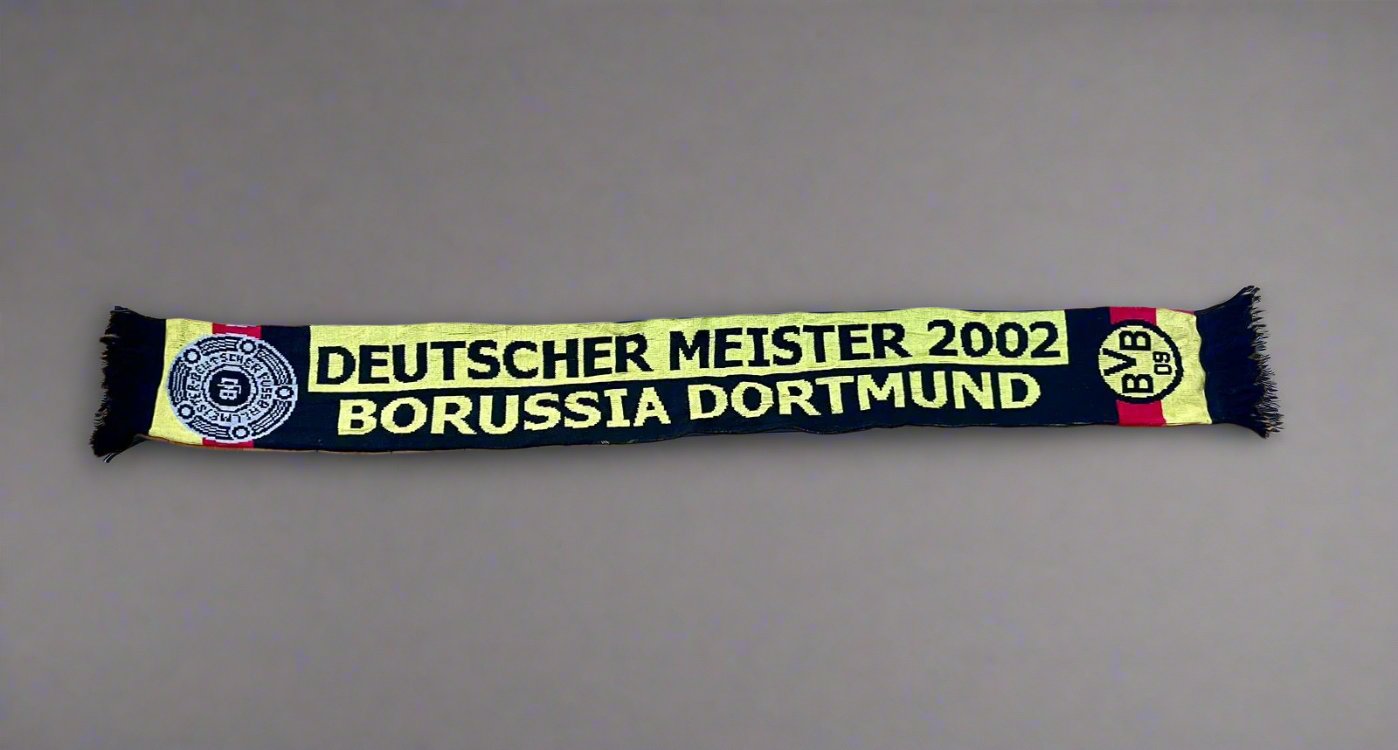 DEUTSCHER MEISTER 2002
BORUSSIA DORTMUND
BVB
09